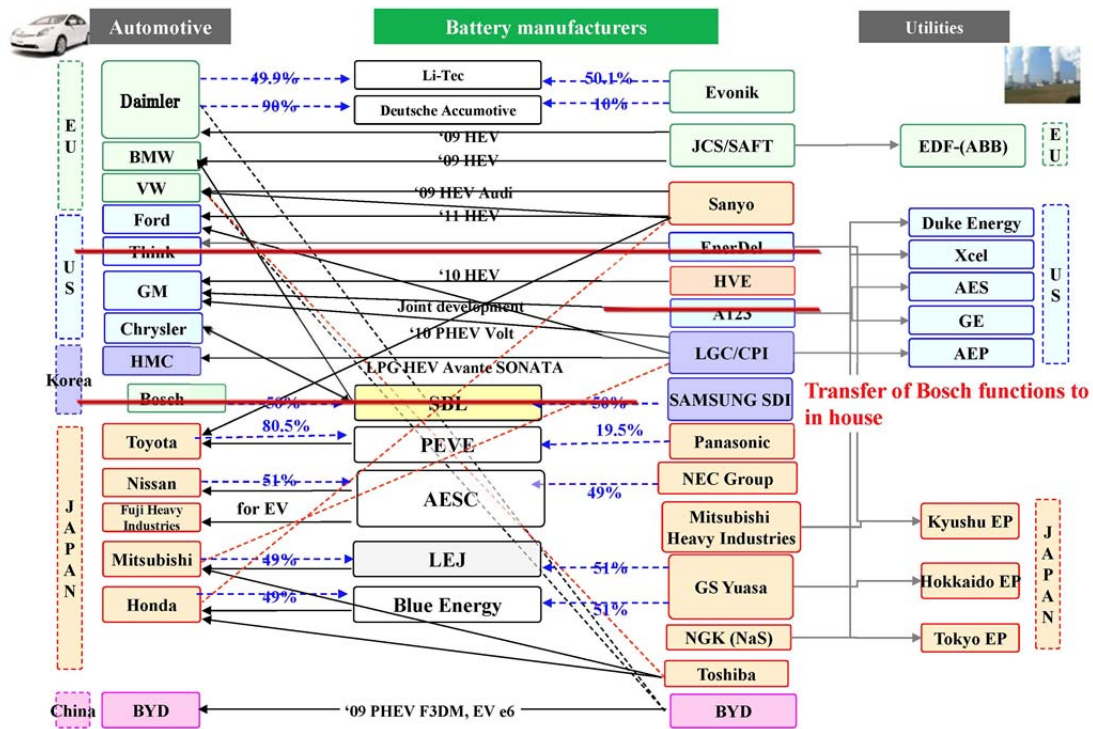 Automotive
Battery manufacturers
Utilities
EU
Daimler
49.9%
Li-Tec
50.1%
Evonik
90%
Deutsche Accumotive
10%
'09 HEV
JCS/SAFT
EDF-(ABB)
EU
BMW
'09 HEV
VW
'09 HEV Audi
Sanyo
US
Ford
'11 HEV
Duke Energy
US
Think
EnerDel
Xcel
GM
'10 HEV
HVE
AES
Joint development
A123
GE
Chrysler
'10 PHEV Volt
LGC/CPI
AEP
Korea
HMC
LPG HEV Avante SONATA
Bosch
50%
SBL
50%
SAMSUNG SDI
Transfer of Bosch functions to
in house
JAPAN
Toyota
80.5%
PEVE
19.5%
Panasonic
Nissan
51%
AESC
49%
NEC Group
Fuji Heavy
Industries
for EV
Mitsubishi
Heavy Industries
Kyushu EP
JAPAN
Mitsubishi
49%
LEJ
51%
GS Yuasa
Hokkaido EP
Honda
49%
Blue Energy
51%
NGK (NaS)
Tokyo EP
Toshiba
China
BYD
'09 PHEV F3DM, EV e6
BYD